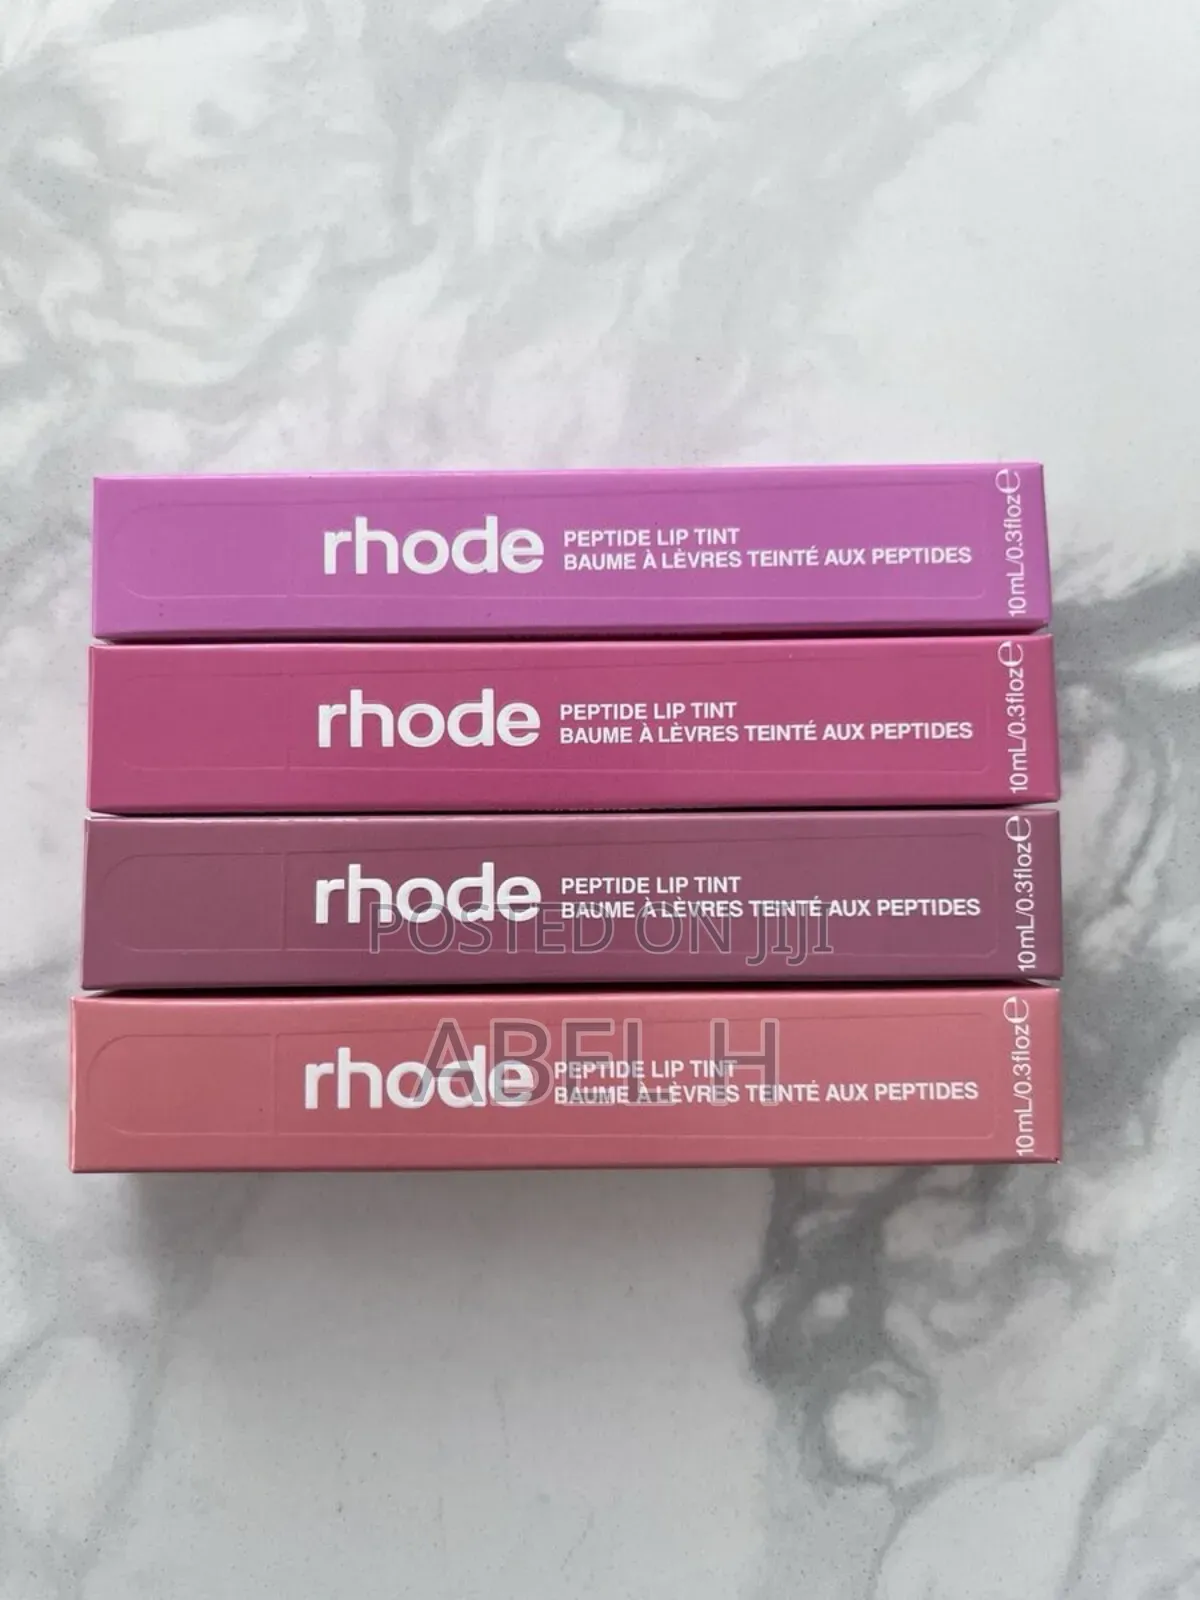 rhode
PEPTIDE LIP TINT
BAUME À LÈVRES TEINTÉ AUX PEPTIDES
10mL/0.3floz℮
rhode
PEPTIDE LIP TINT
BAUME À LÈVRES TEINTÉ AUX PEPTIDES
10mL/0.3floz℮
rhode
PEPTIDE LIP TINT
BAUME À LÈVRES TEINTÉ AUX PEPTIDES
10mL/0.3floz℮
POSTED ON JIJI
rhode
PEPTIDE LIP TINT
BAUME À LÈVRES TEINTÉ AUX PEPTIDES
10mL/0.3floz℮
ABEL H